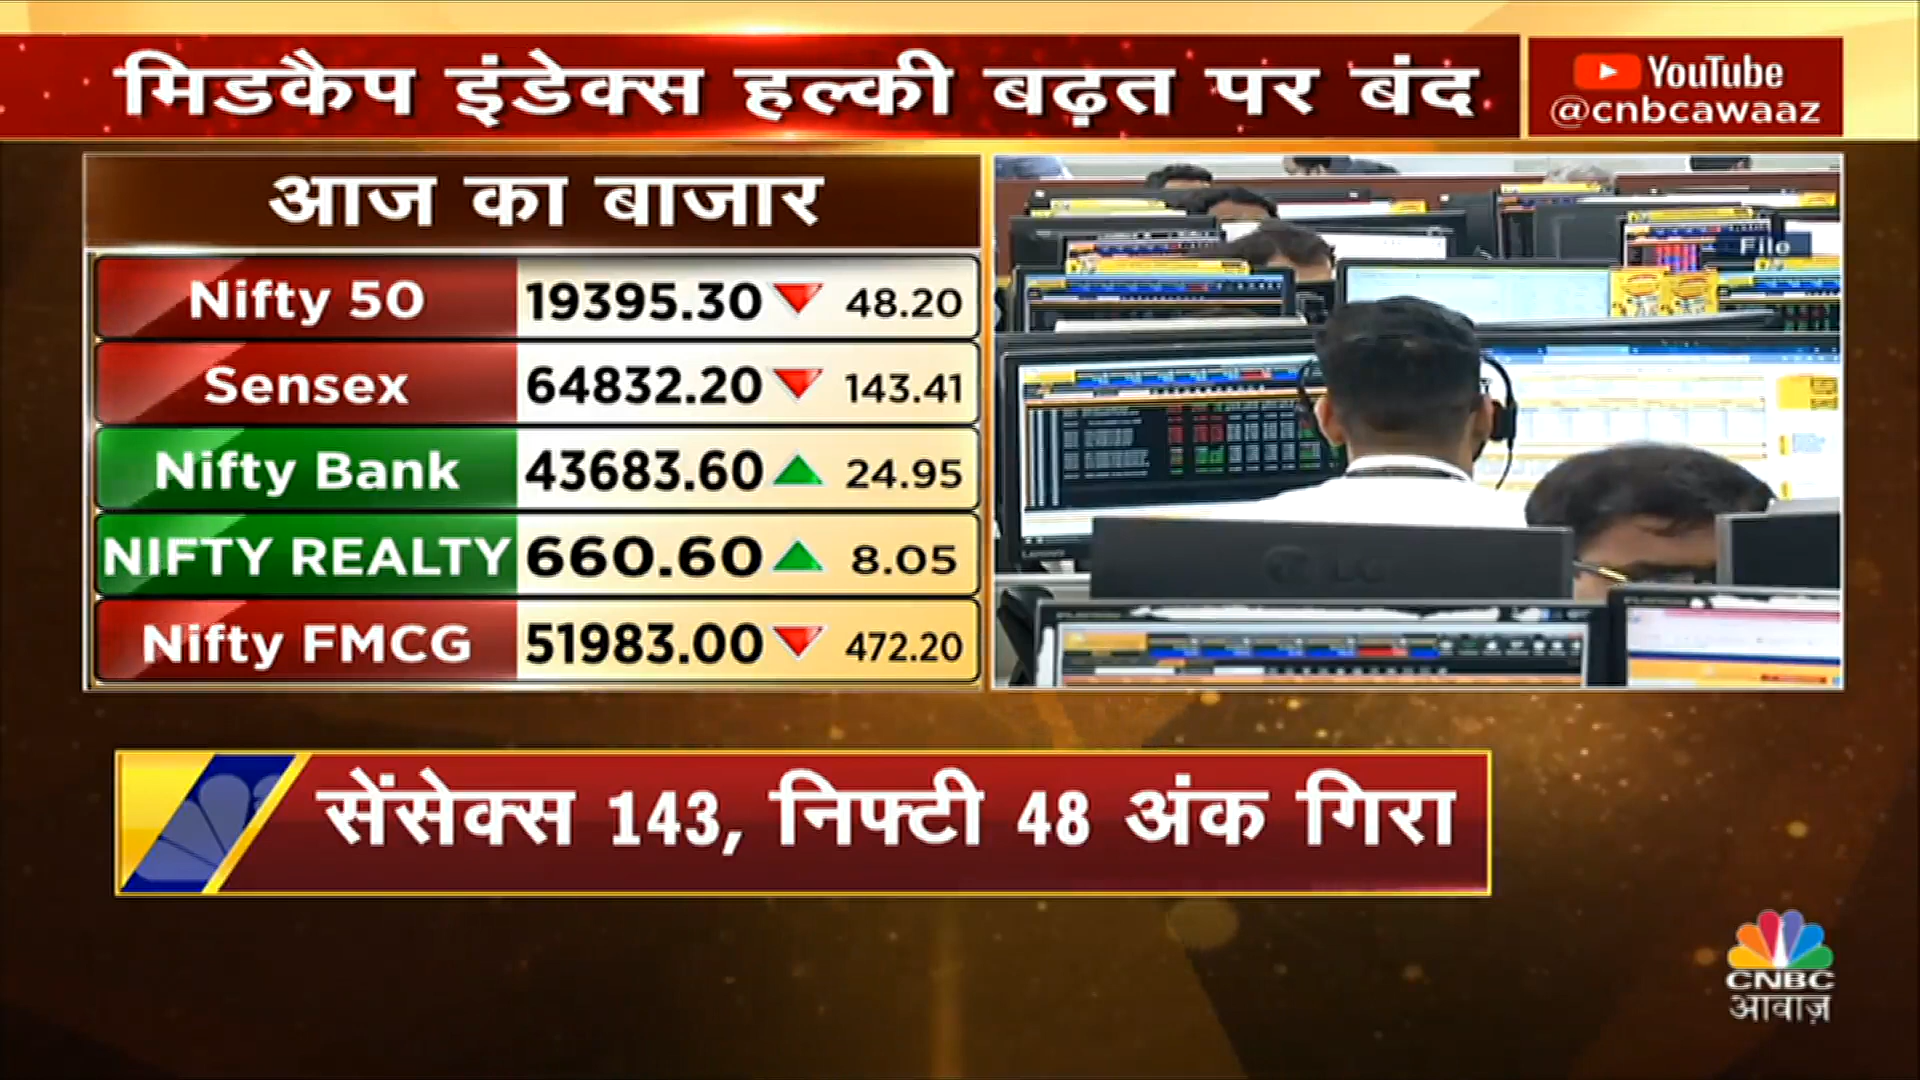 मिडकैप इंडेक्स हल्की बढ़त पर बंद
YouTube
@cnbcawaaz
आज का बाजार
Nifty 50 19395.30 48.20
Sensex 64832.20 143.41
Nifty Bank 43683.60 24.95
NIFTY REALTY 660.60 8.05
Nifty FMCG 51983.00 472.20
File
LG
सेंसेक्स 143, निफ्टी 48 अंक गिरा
CNBC
आवाज़